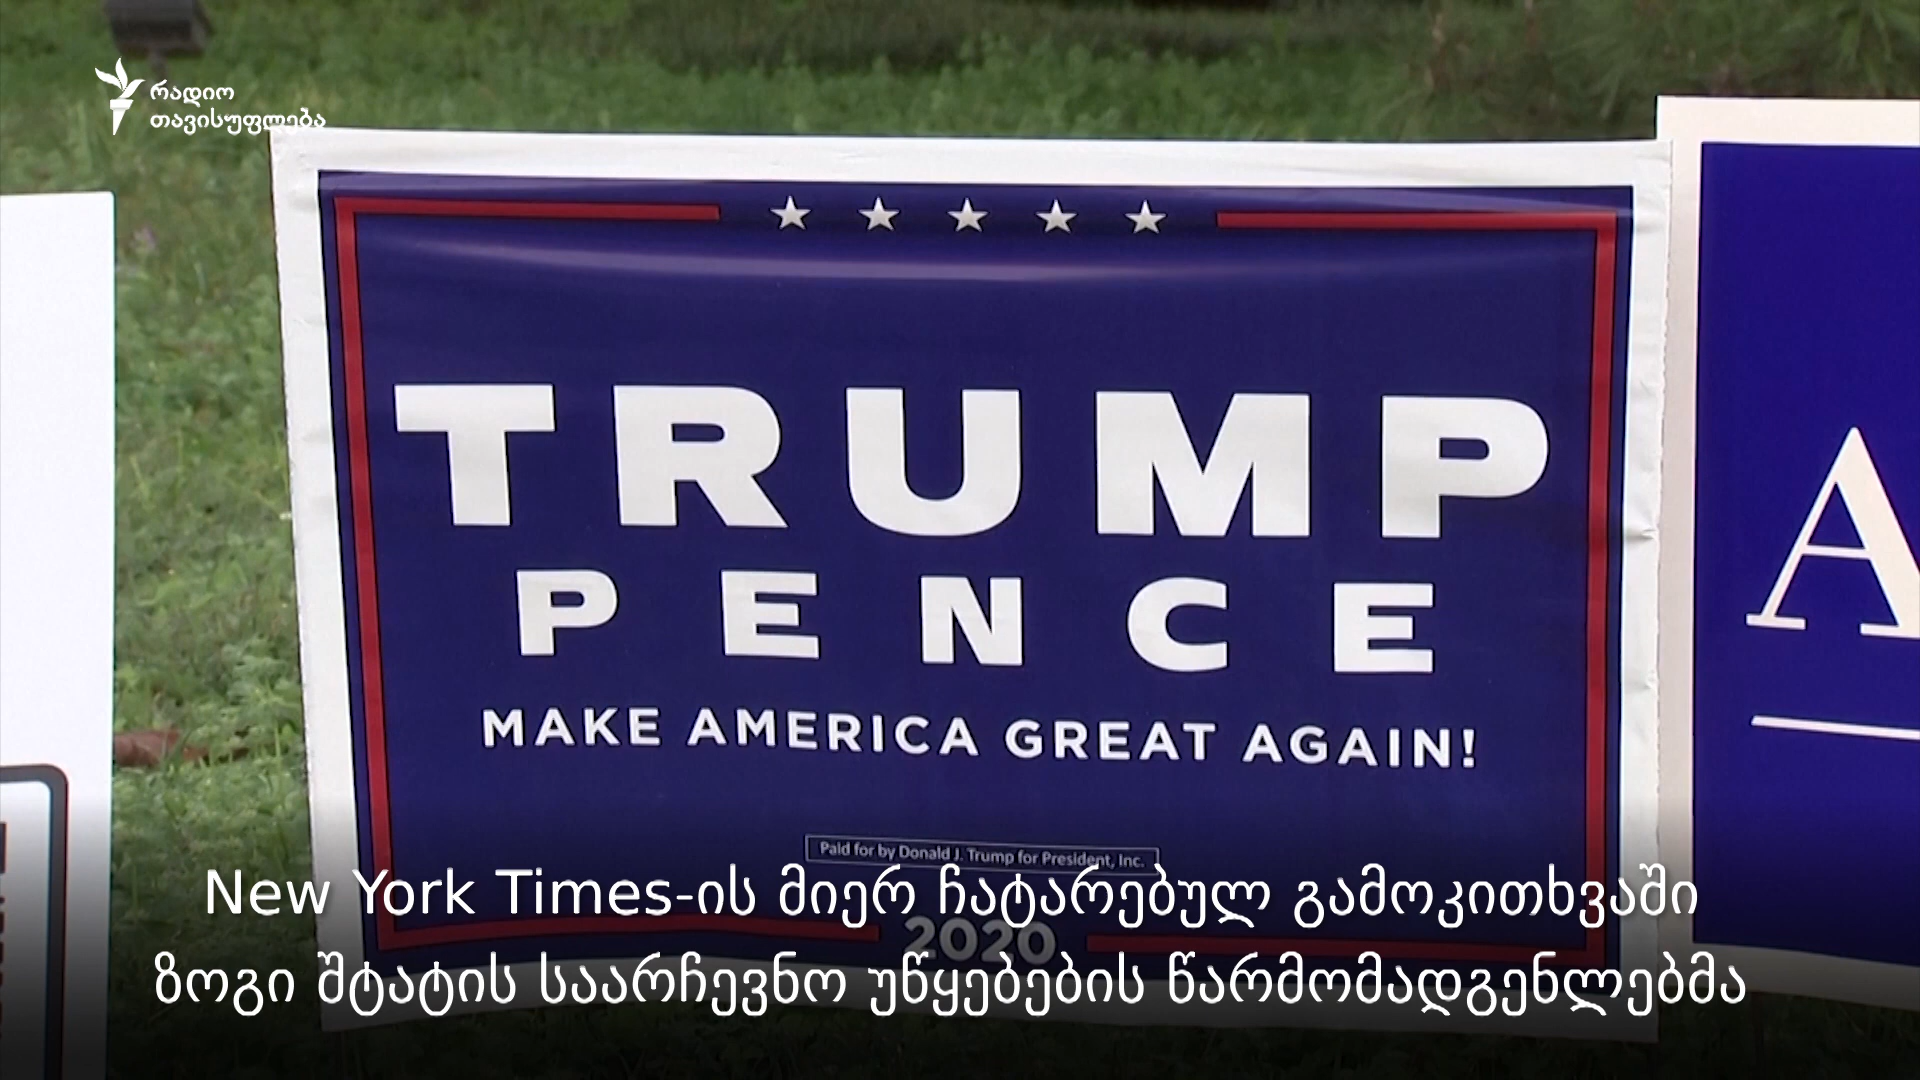 რადიო
თავისუფლება
TRUMP
PENCE
MAKE AMERICA GREAT AGAIN!
Paid for by Donald J. Trump for President, Inc.
2020
A
New York Times-ის მიერ ჩატარებულ გამოკითხვაში
ზოგი შტატის საარჩევნო უწყებების წარმომადგენლებმა